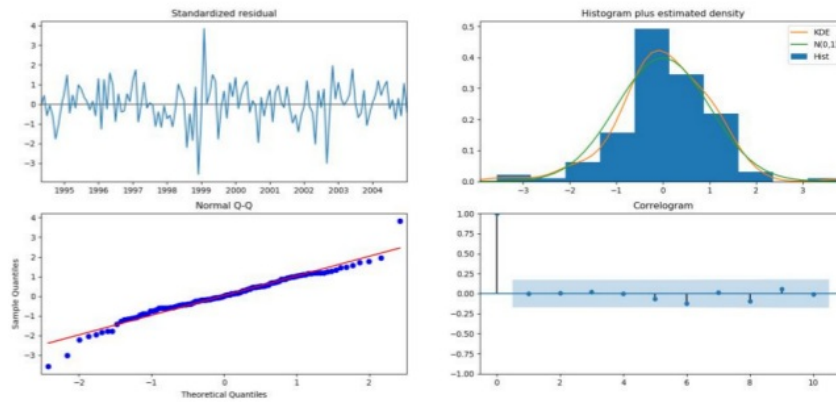 Standardized residual
4
3
2
1
0
−1
−2
−3
1995 1996 1997 1998 1999 2000 2001 2002 2003 2004
Histogram plus estimated density
KDE
N(0,1
Hist
0.5
0.4
0.3
0.2
0.1
0.0
−3 −2 −1 0 1 2 3
Normal Q-Q
Sample Quantiles
4
3
2
1
0
−1
−2
−3
−2 −1 0 1 2
Theoretical Quantiles
Correlogram
1.00
0.75
0.50
0.25
0.00
−0.25
−0.50
−0.75
−1.00
0 2 4 6 8 10